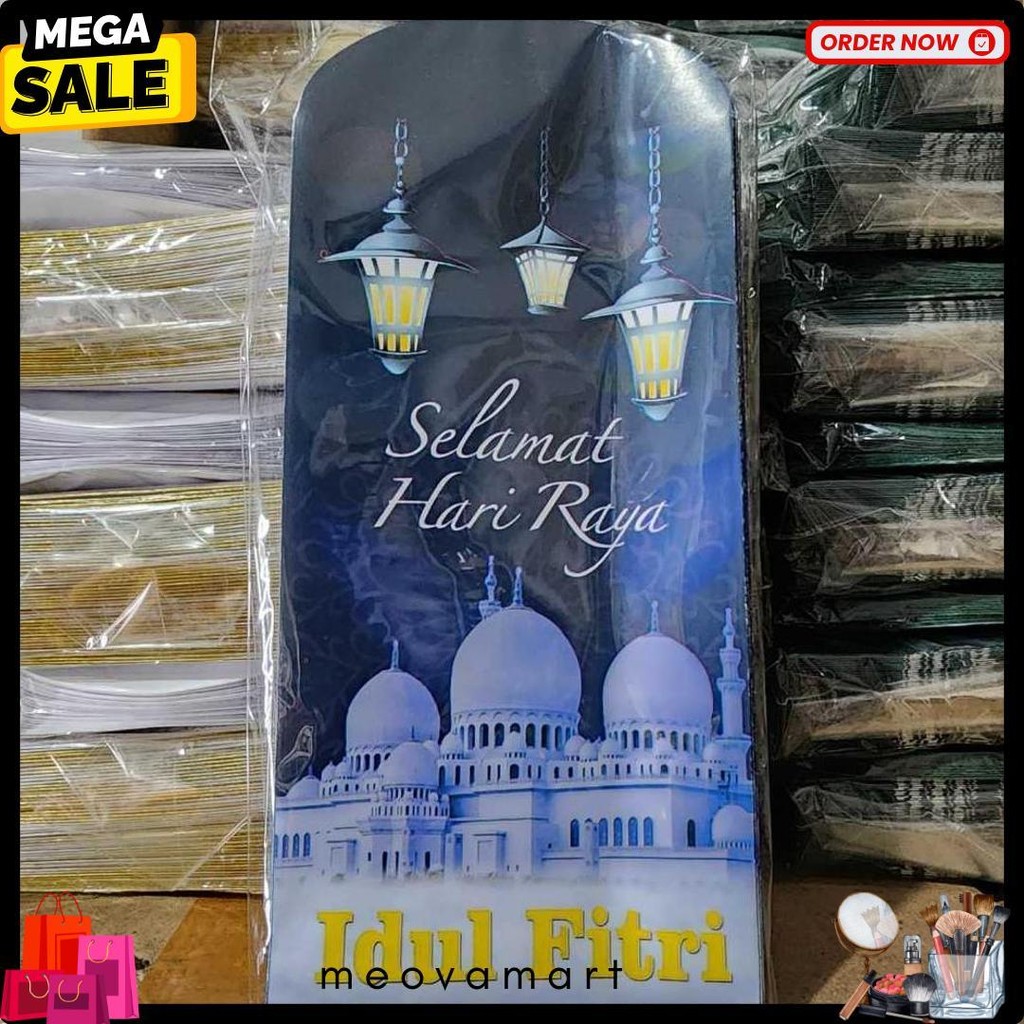 MEGA
SALE
ORDER NOW
Selamat
Hari Raya
Idul Fitri
meovamart